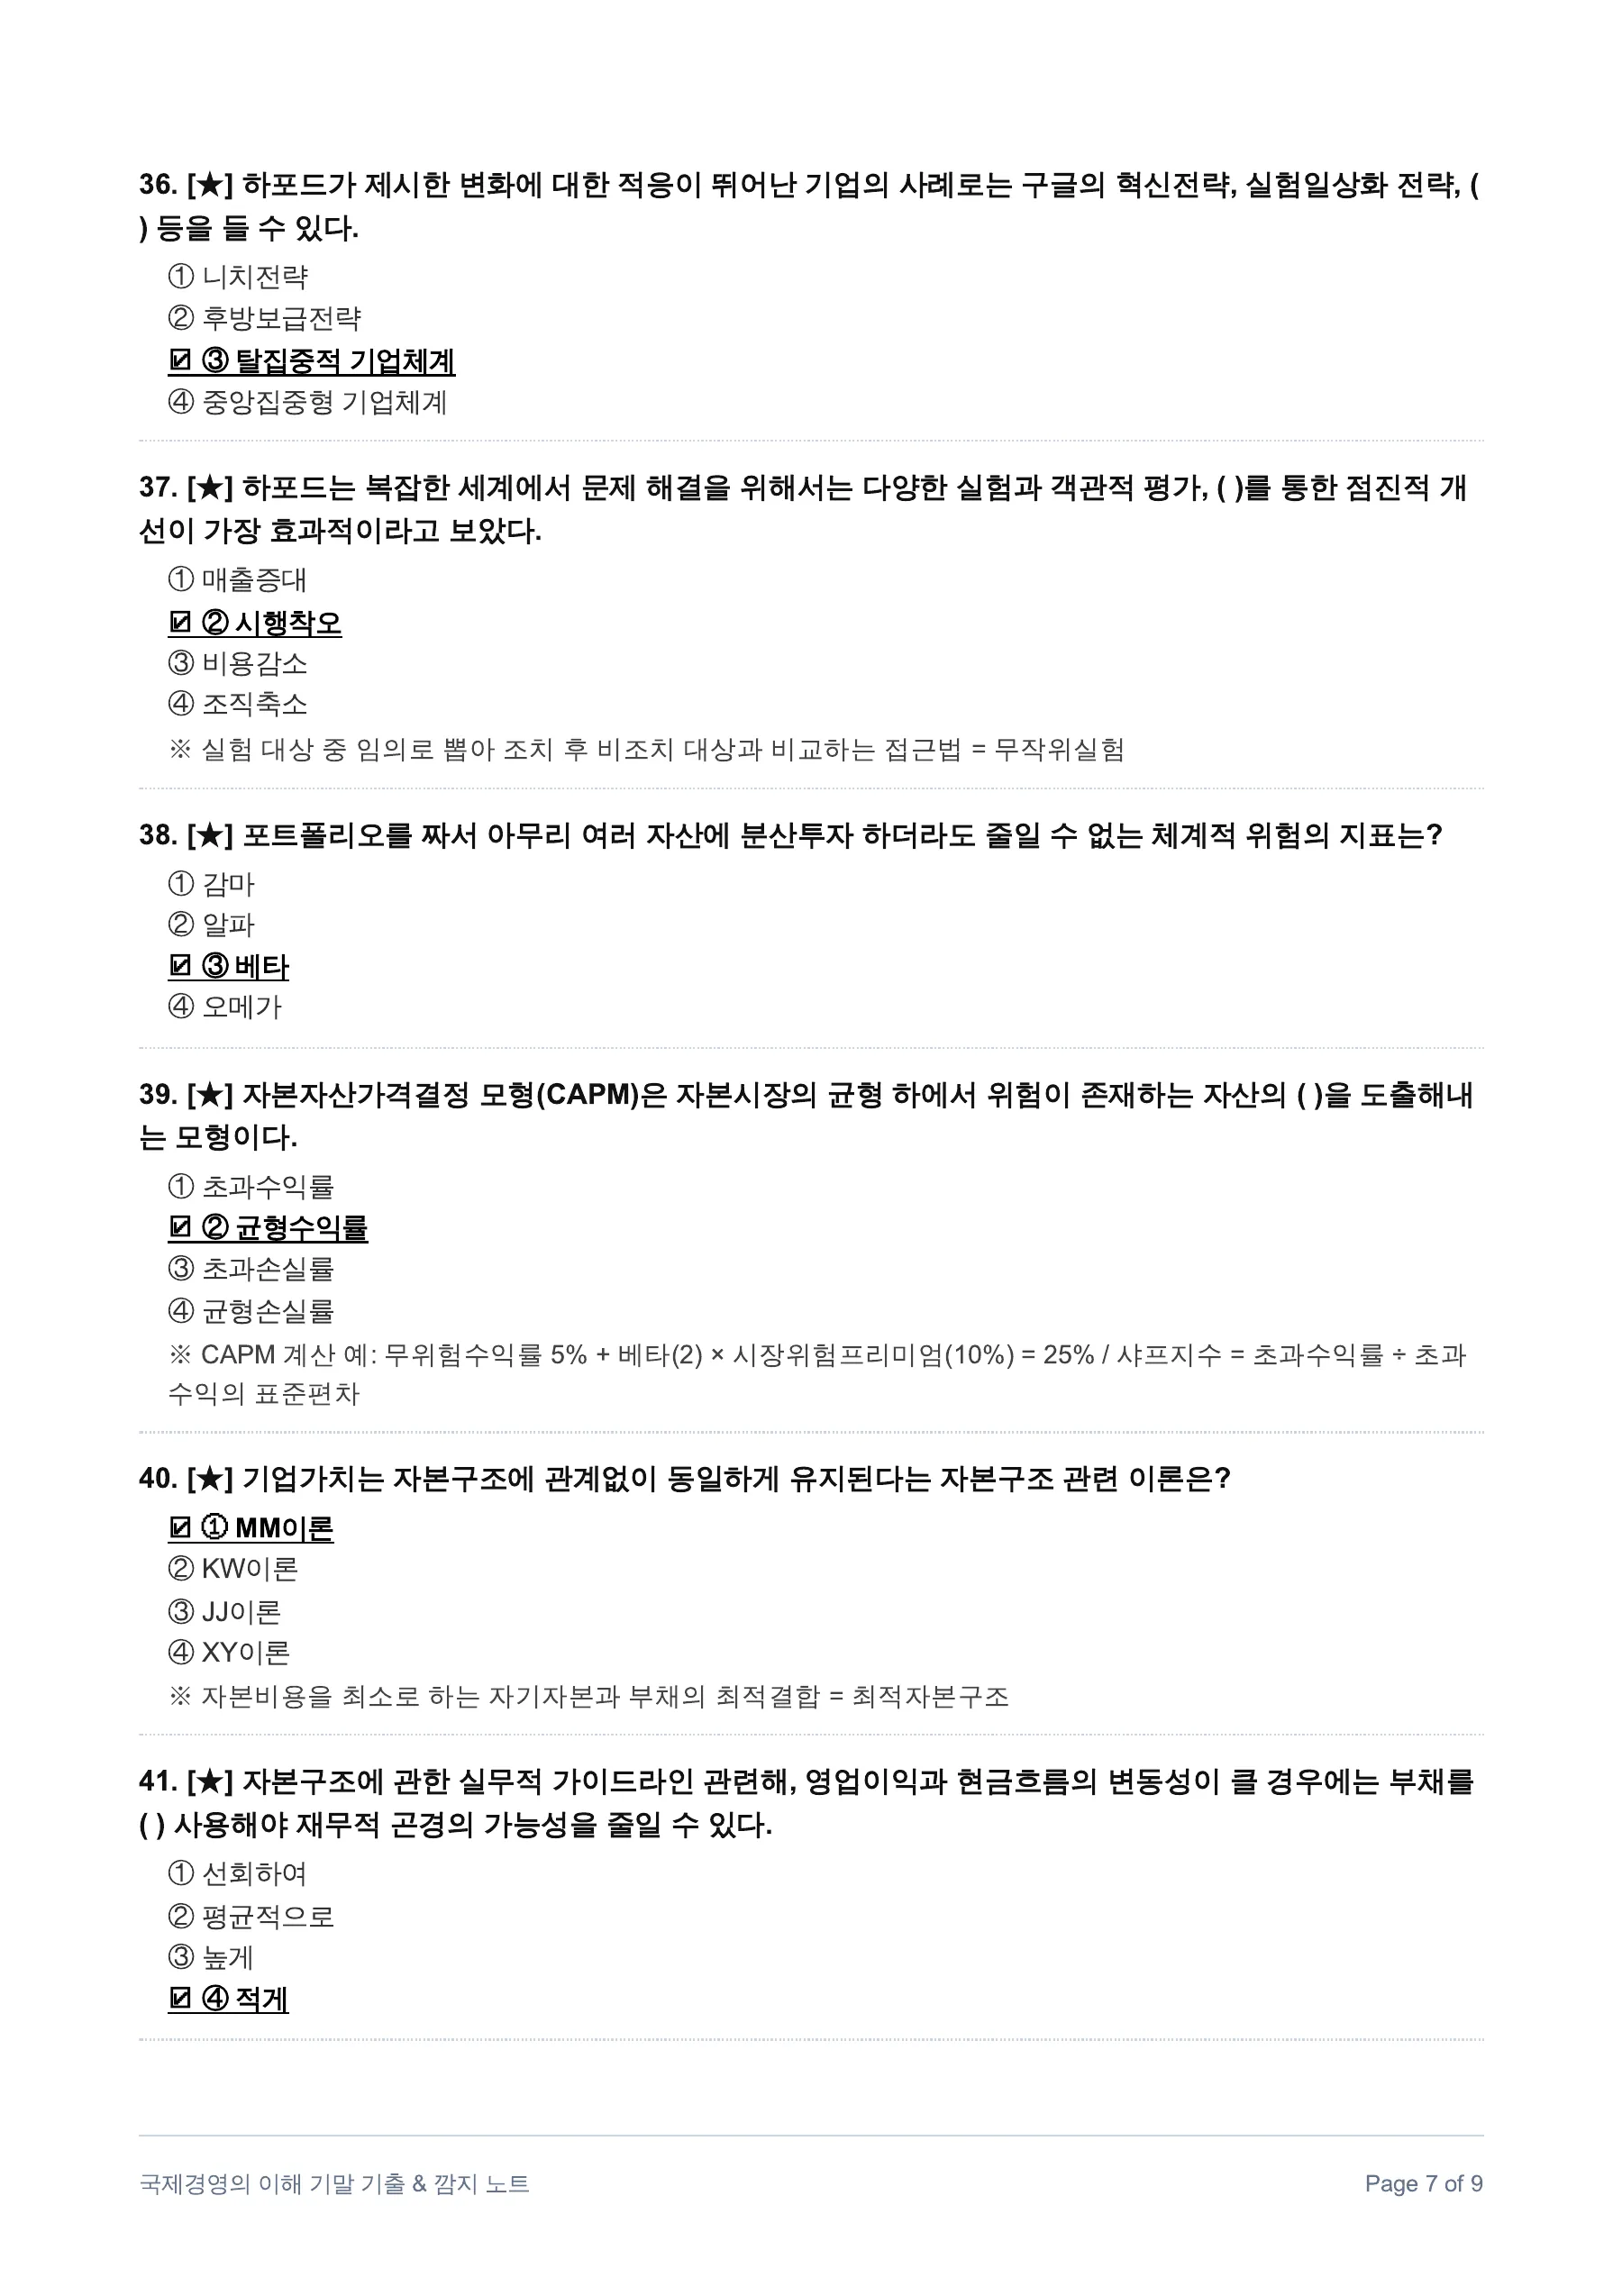 36. [★] 하포드가 제시한 변화에 대한 적응이 뛰어난 기업의 사례로는 구글의 혁신전략, 실험일상화 전략, (
) 등을 들 수 있다.
① 니치전략
② 후방보급전략
☑ ③ 탈집중적 기업체계
④ 중앙집중형 기업체계
37. [★] 하포드는 복잡한 세계에서 문제 해결을 위해서는 다양한 실험과 객관적 평가, ( )를 통한 점진적 개
선이 가장 효과적이라고 보았다.
① 매출증대
☑ ② 시행착오
③ 비용감소
④ 조직축소
※ 실험 대상 중 임의로 뽑아 조치 후 비조치 대상과 비교하는 접근법 = 무작위실험
38. [★] 포트폴리오를 짜서 아무리 여러 자산에 분산투자 하더라도 줄일 수 없는 체계적 위험의 지표는?
① 감마
② 알파
☑ ③ 베타
④ 오메가
39. [★] 자본자산가격결정 모형(CAPM)은 자본시장의 균형 하에서 위험이 존재하는 자산의 ( )을 도출해내
는 모형이다.
① 초과수익률
☑ ② 균형수익률
③ 초과손실률
④ 균형손실률
※ CAPM 계산 예: 무위험수익률 5% + 베타(2) × 시장위험프리미엄(10%) = 25% / 샤프지수 = 초과수익률 ÷ 초과
수익의 표준편차
40. [★] 기업가치는 자본구조에 관계없이 동일하게 유지된다는 자본구조 관련 이론은?
☑ ① MM이론
② KW이론
③ JJ이론
④ XY이론
※ 자본비용을 최소로 하는 자기자본과 부채의 최적결합 = 최적자본구조
41. [★] 자본구조에 관한 실무적 가이드라인 관련해, 영업이익과 현금흐름의 변동성이 클 경우에는 부채를
( ) 사용해야 재무적 곤경의 가능성을 줄일 수 있다.
① 선회하여
② 평균적으로
③ 높게
☑ ④ 적게
국제경영의 이해 기말 기출 & 깜지 노트
Page 7 of 9